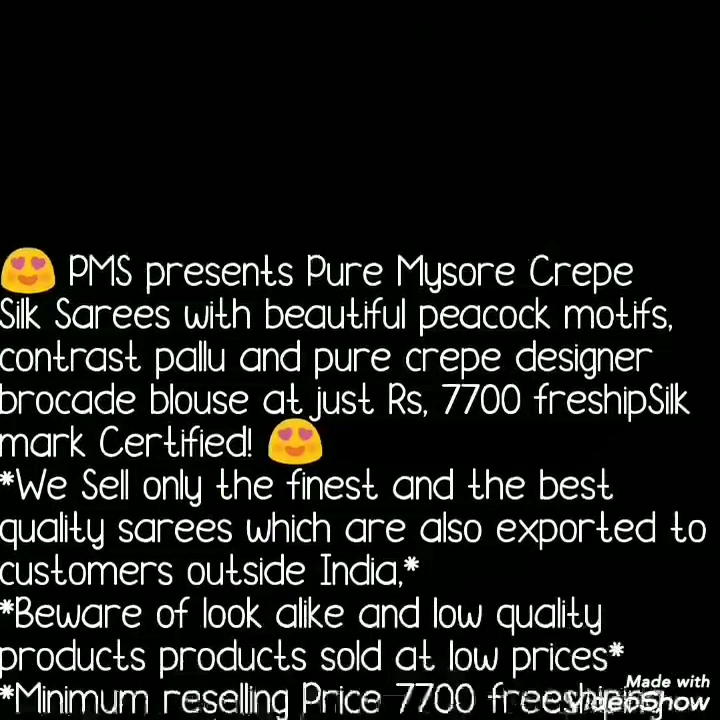 😍 PMS presents Pure Mysore Crepe
Silk Sarees with beautiful peacock motifs,
contrast pallu and pure crepe designer
brocade blouse at just Rs, 7700 freshipSilk
mark Certified! 😍
*We Sell only the finest and the best
quality sarees which are also exported to
customers outside India,*
*Beware of look alike and low quality
products products sold at low prices*
*Minimum reselling Price 7700
Made with
VideoShow